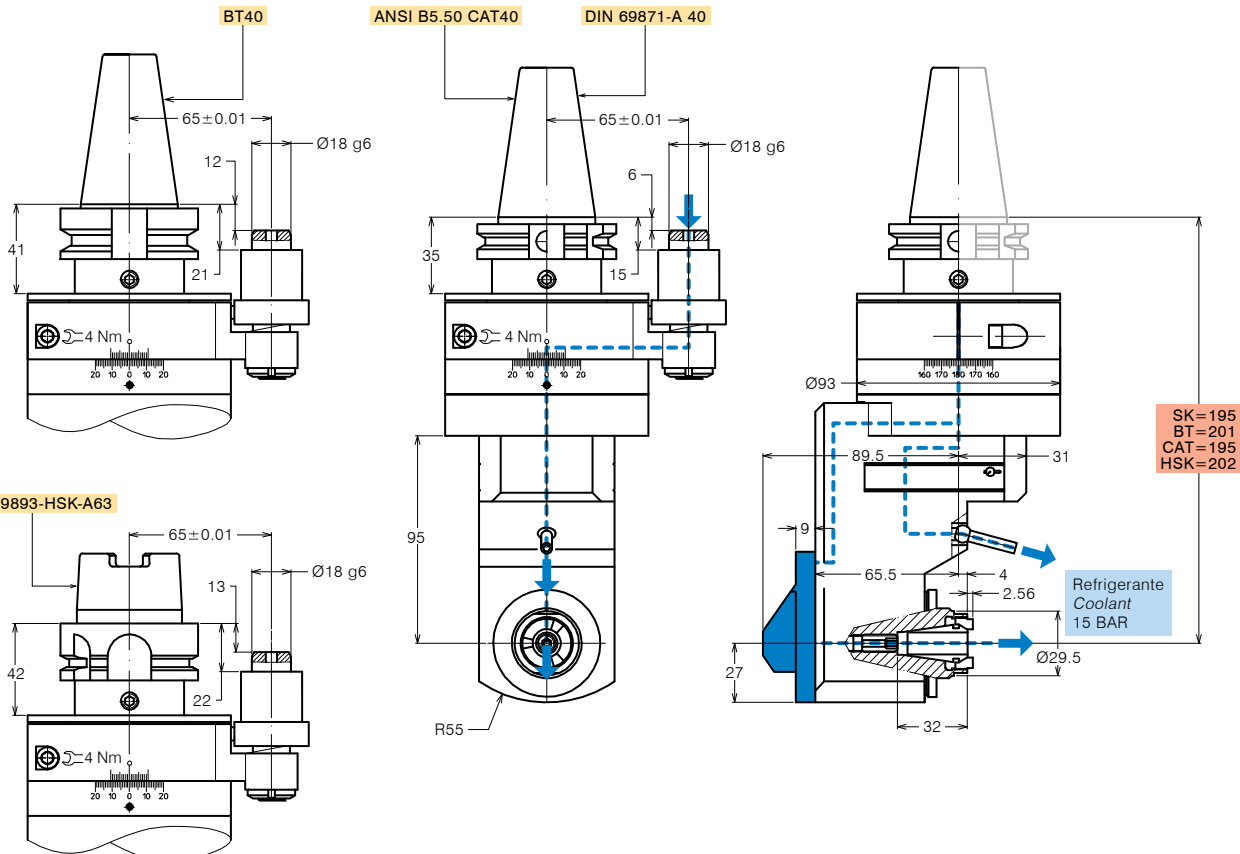 BT40
65±0.01
Ø18 g6
12
41
21
4 Nm
20 10 0 10 20
ANSI B5.50 CAT40
DIN 69871-A 40
65±0.01
Ø18 g6
6
35
15
4 Nm
20 10 0 10 20
95
R55
160 170 180 170 160
Ø93
89.5
31
SK=195
BT=201
CAT=195
HSK=202
9
65.5
4
2.56
Refrigerante
Coolant
15 BAR
Ø29.5
27
32
9893-HSK-A63
65±0.01
Ø18 g6
13
42
22
4 Nm
20 10 0 10 20